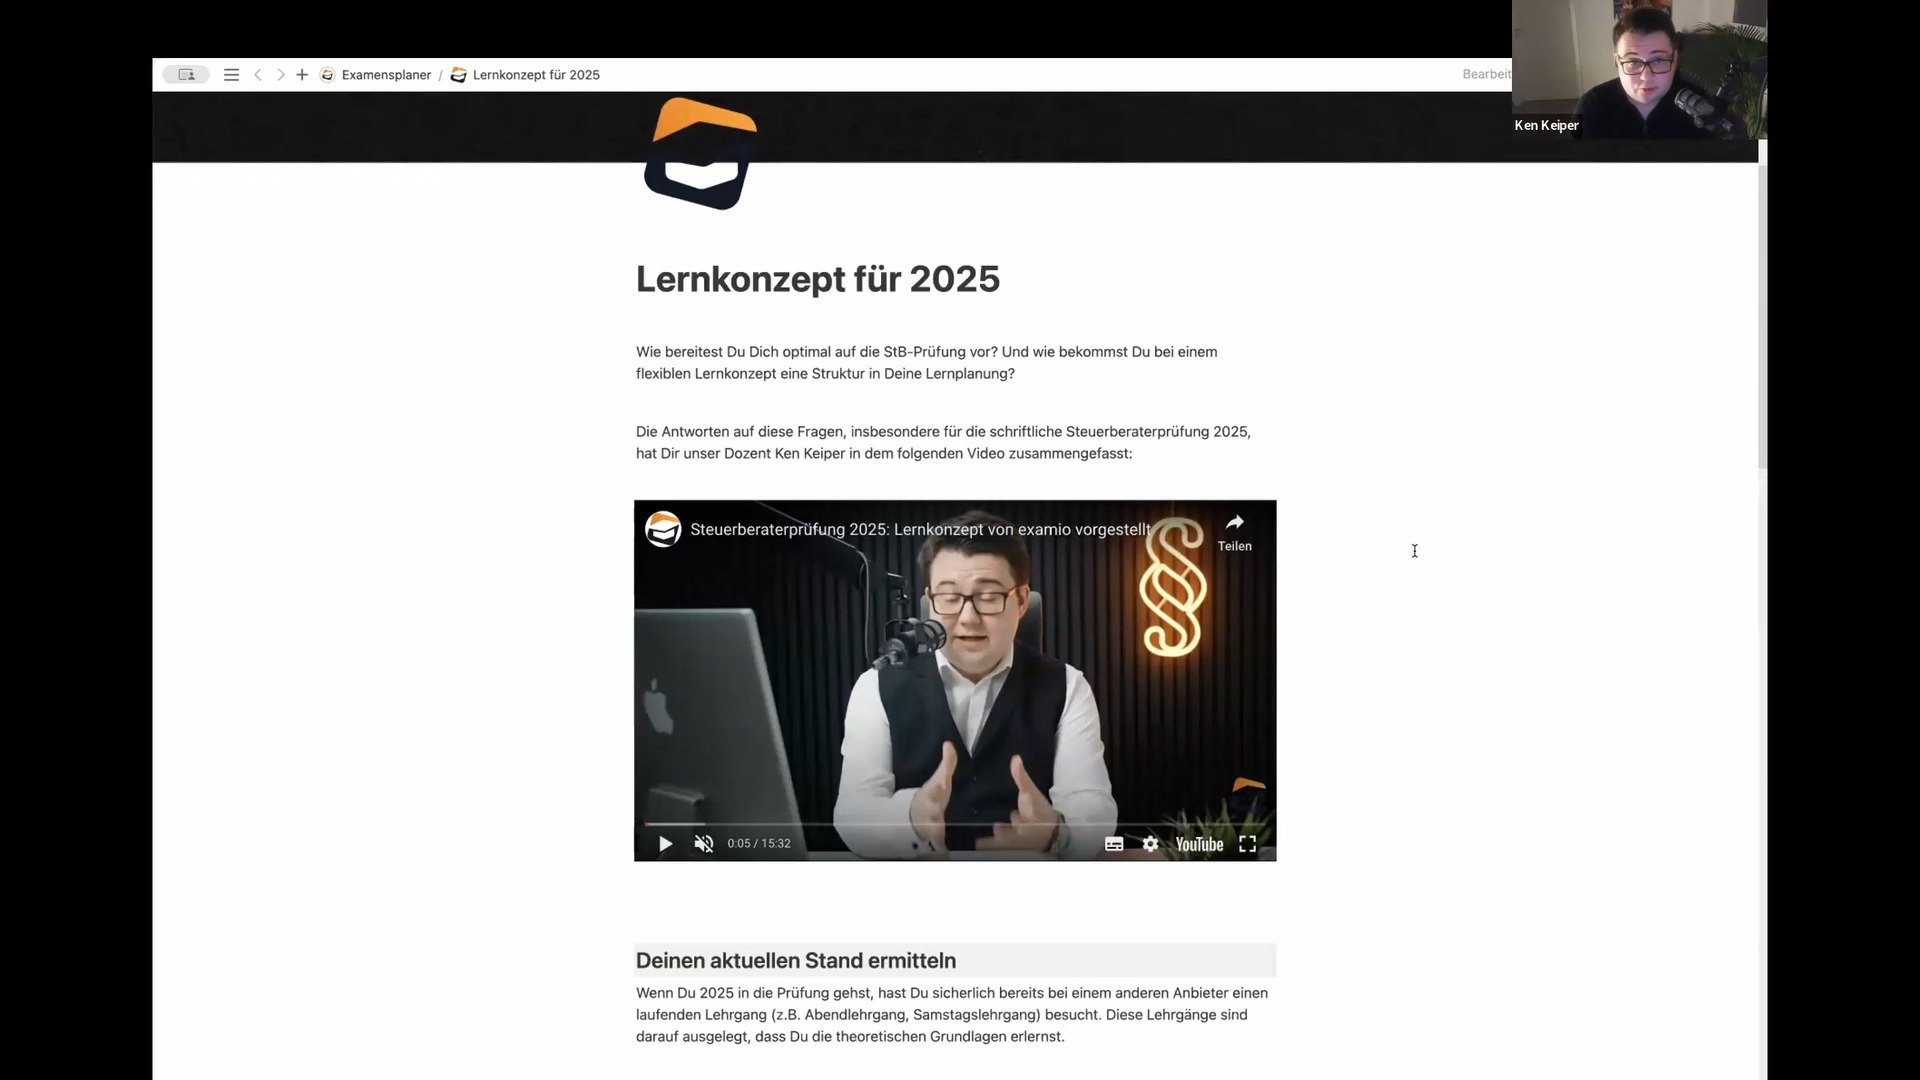 Examensplaner / Lernkonzept für 2025
Bearbeit
Ken Keiper
Lernkonzept für 2025
Wie bereitest Du Dich optimal auf die StB-Prüfung vor? Und wie bekommst Du bei einem
flexiblen Lernkonzept eine Struktur in Deine Lernplanung?
Die Antworten auf diese Fragen, insbesondere für die schriftliche Steuerberaterprüfung 2025,
hat Dir unser Dozent Ken Keiper in dem folgenden Video zusammengefasst:
Steuerberaterprüfung 2025: Lernkonzept von examio vorgestellt
Teilen
0:05 / 15:32
YouTube
Deinen aktuellen Stand ermitteln
Wenn Du 2025 in die Prüfung gehst, hast Du sicherlich bereits bei einem anderen Anbieter einen
laufenden Lehrgang (z.B. Abendlehrgang, Samstagslehrgang) besucht. Diese Lehrgänge sind
darauf ausgelegt, dass Du die theoretischen Grundlagen erlernst.